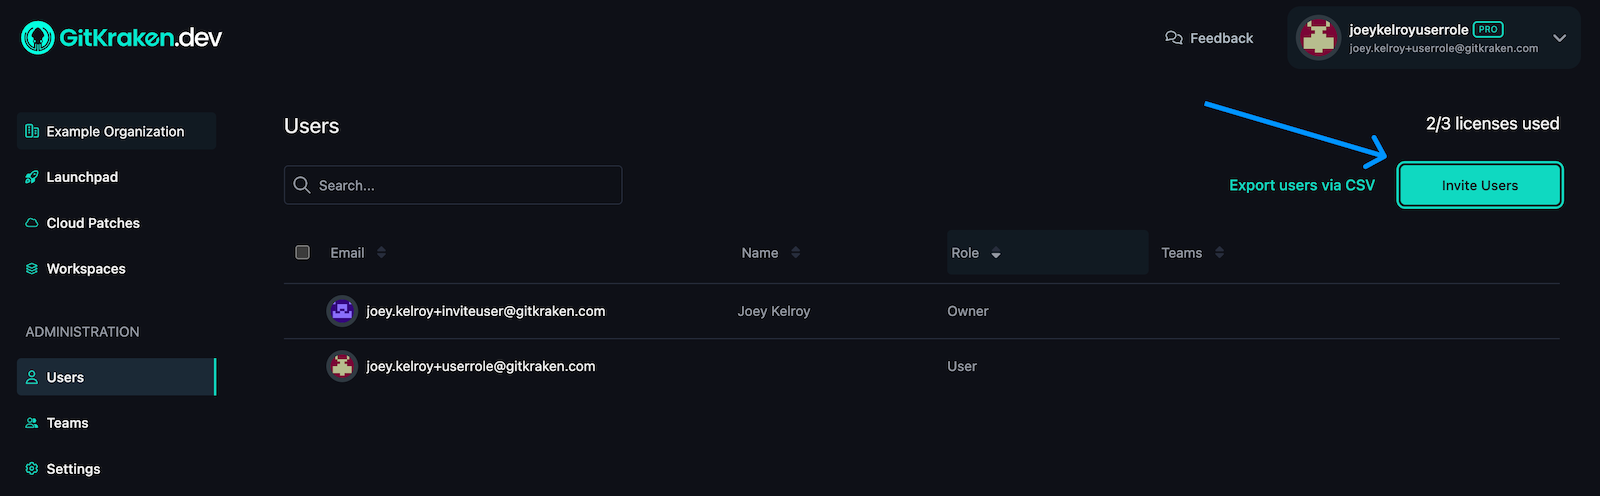 GitKraken.dev
Feedback
joeykelroyuserrole PRO
joey.kelroy+userrole@gitkraken.com
Example Organization
Launchpad
Cloud Patches
Workspaces
ADMINISTRATION
Users
Teams
Settings
Users
2/3 licenses used
Search...
Export users via CSV
Invite Users
Email Name Role Teams
joey.kelroy+inviteuser@gitkraken.com Joey Kelroy Owner
joey.kelroy+userrole@gitkraken.com User